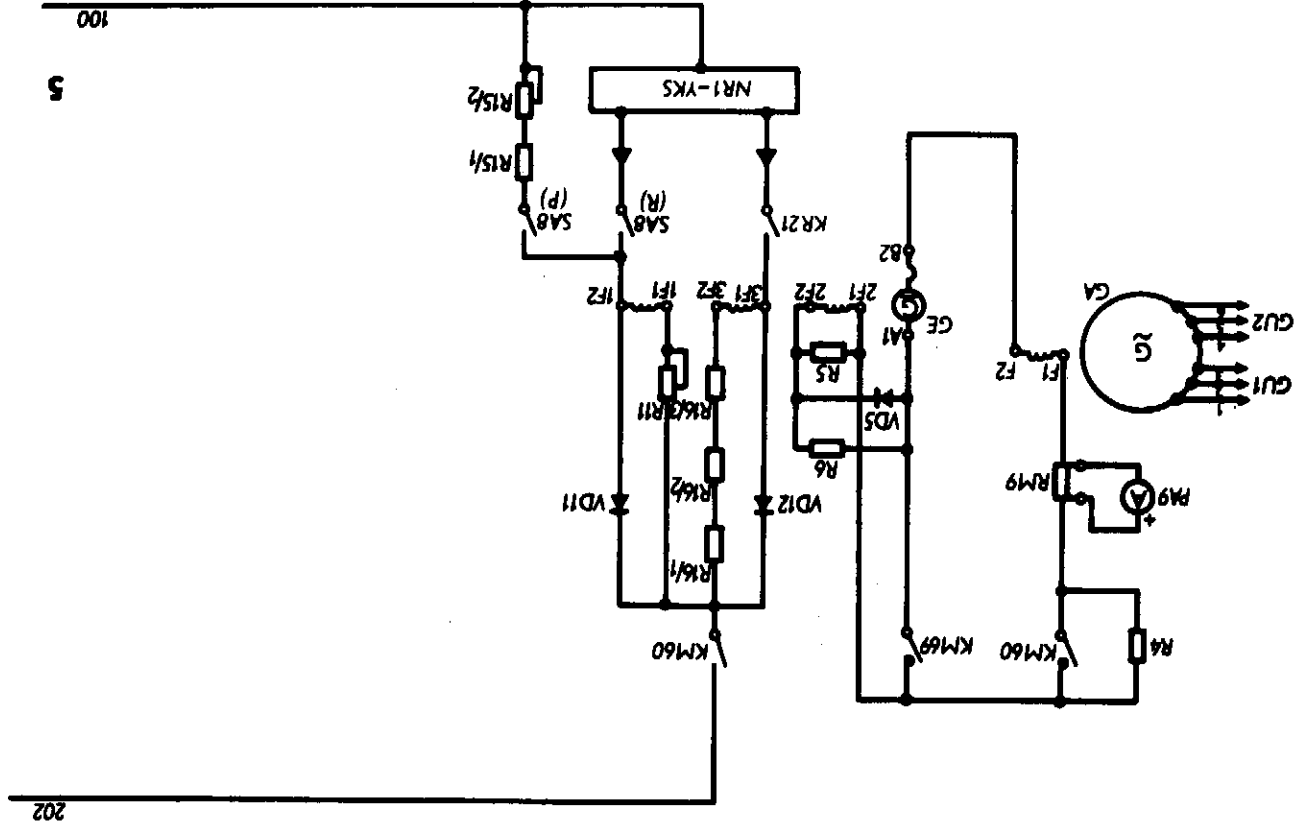 202
R4
KM60
KM69
KM60
R16/1
+
A
PA9
RM9
VD12
R16/2
VD11
R6
VD5
R16/3
R11
GU1
R5
F1
F2
G
~
GU2
GA
GE
A1
G
B2
2F1
2F2
3F1
3F2
1F1
1F2
KR21
SA8
(R)
SA8
(P)
R15/1
R15/2
NR1-YKS
5
100